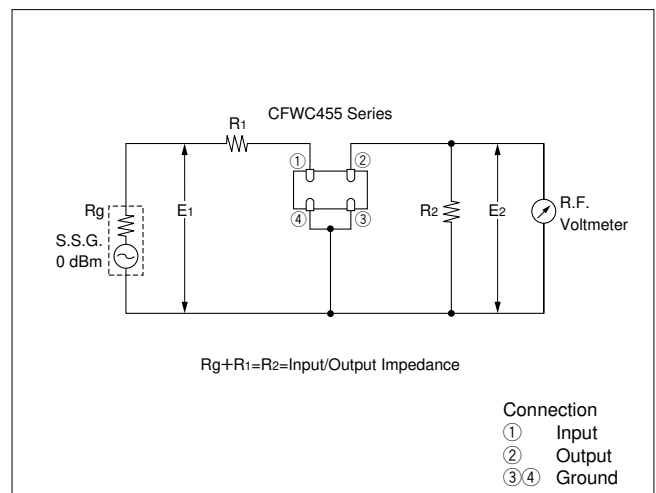 CFWC455 Series
R1
①
②
Rg
E1
R2
E2
R.F.
Voltmeter
S.S.G.
0 dBm
④
③
Rg+R1=R2=Input/Output Impedance
Connection
① Input
② Output
③④ Ground